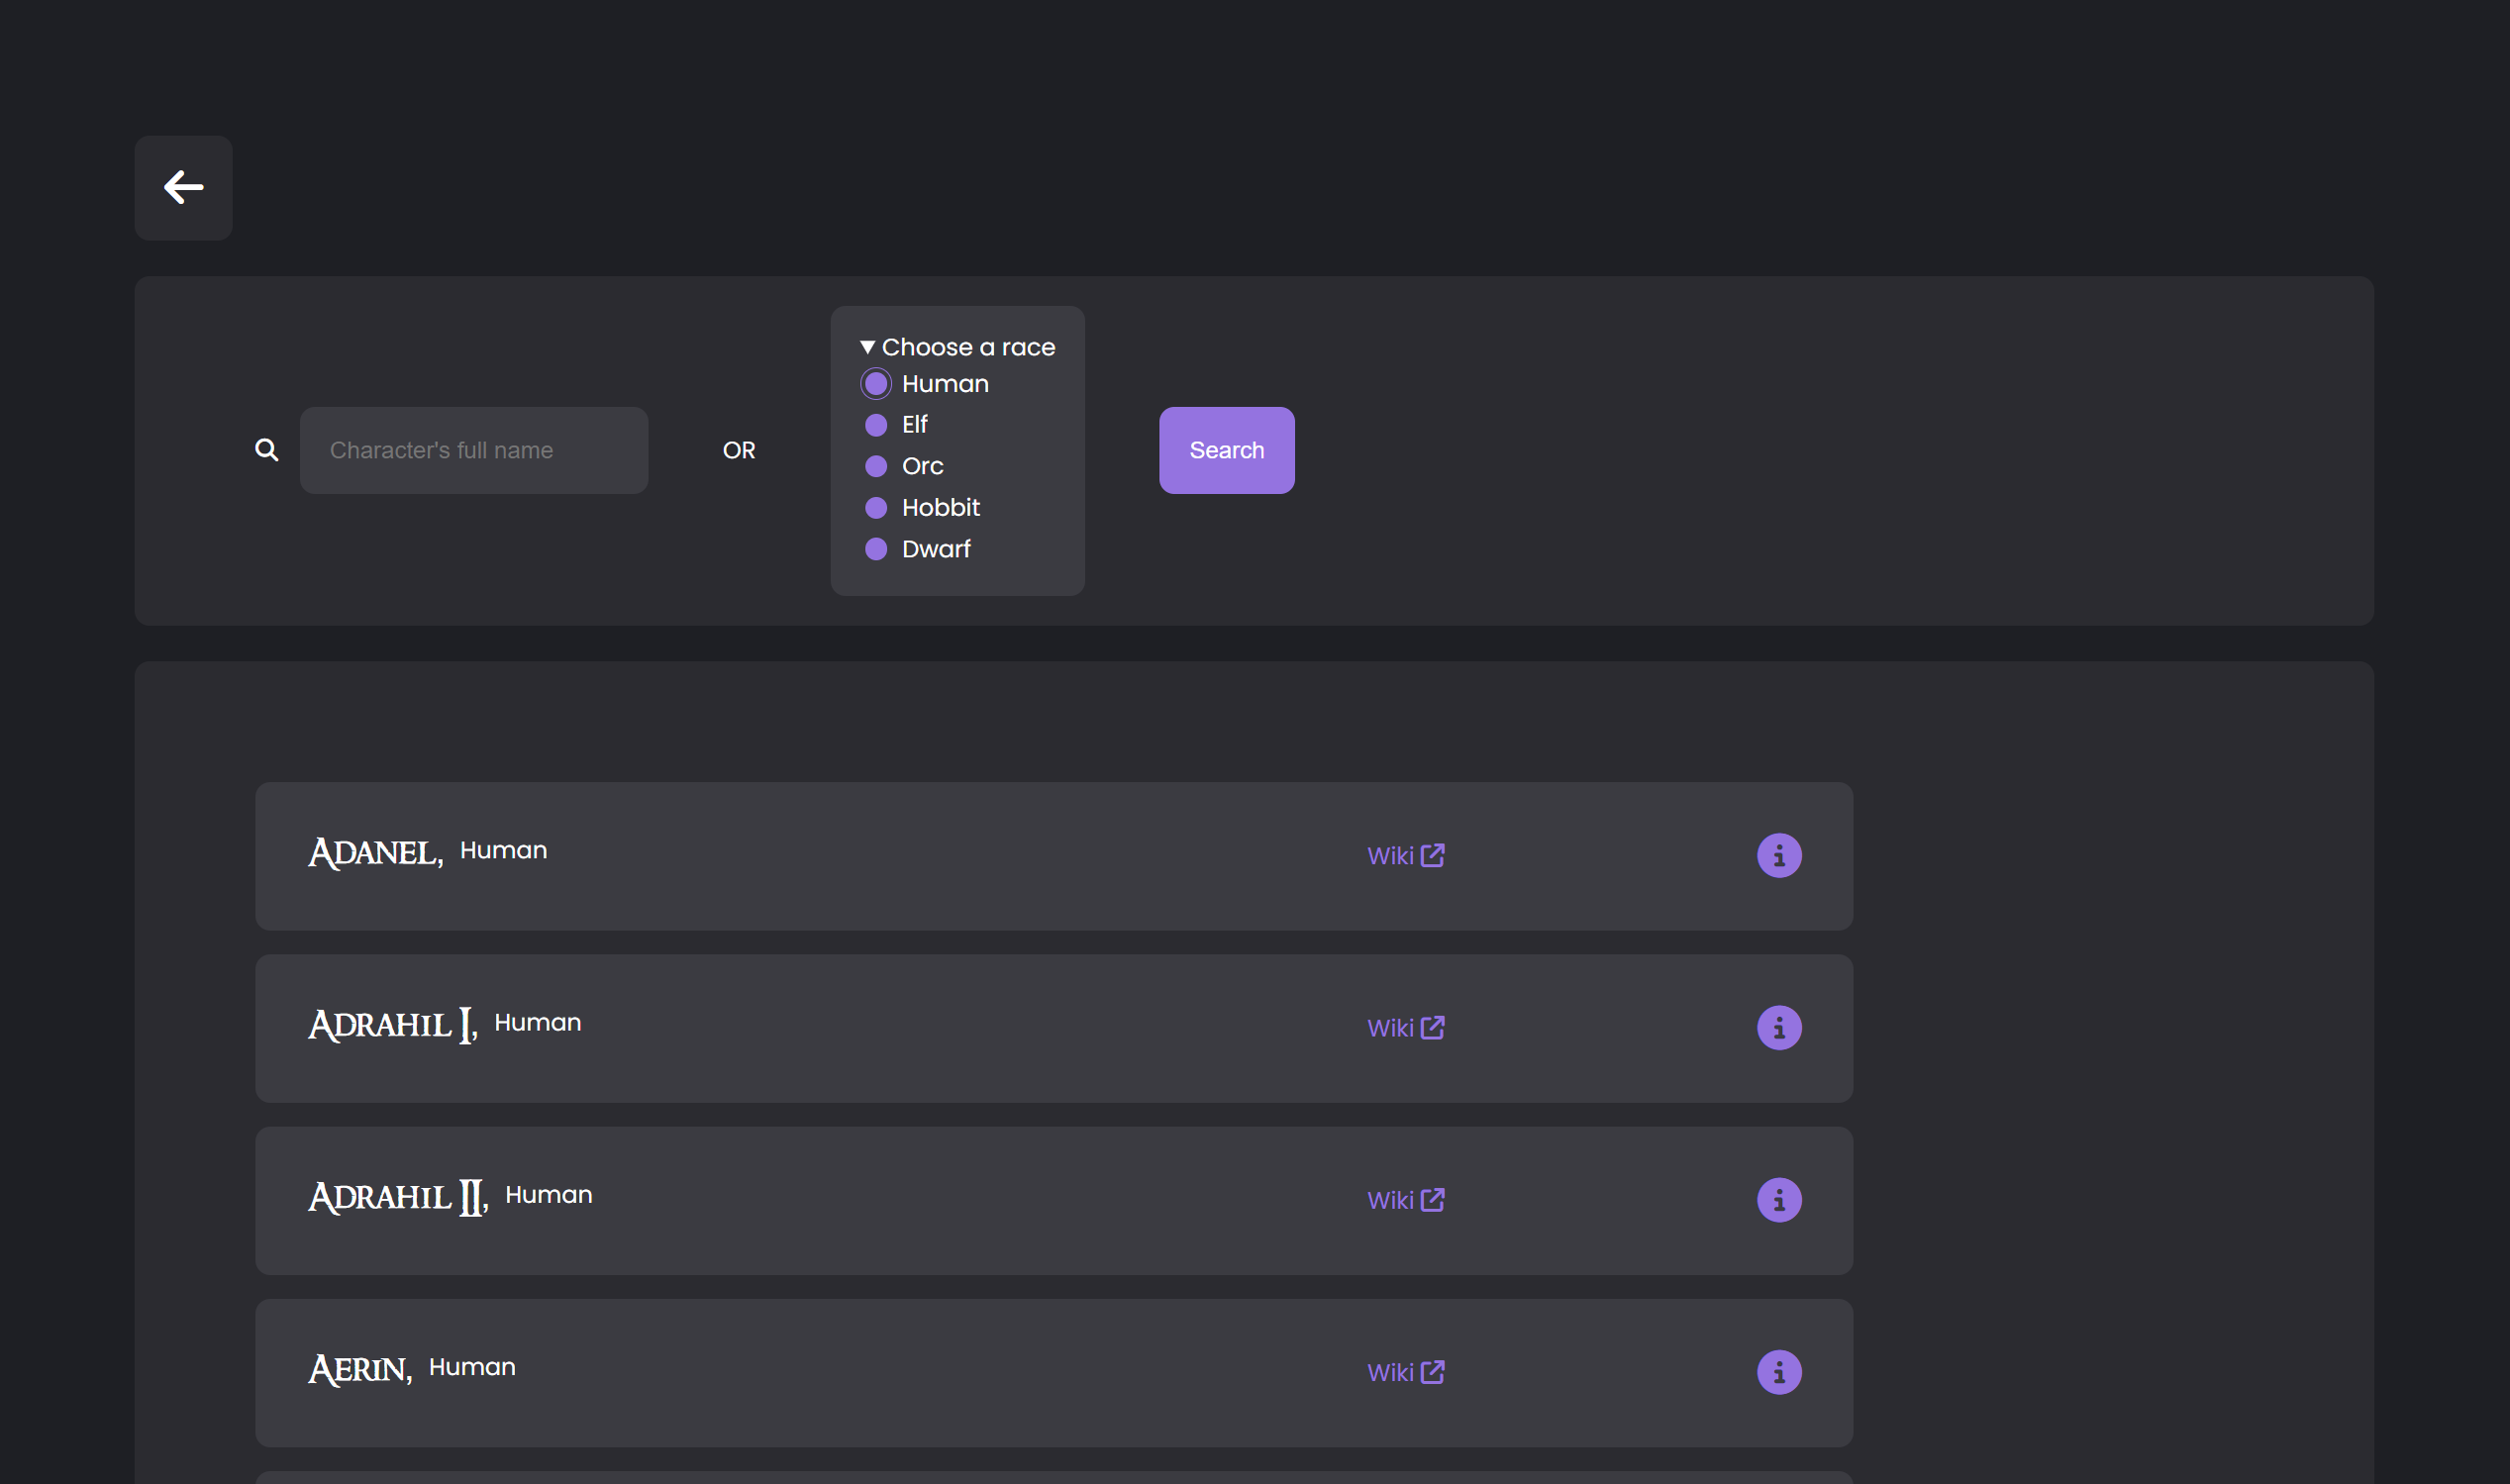 Choose a race
Human
Elf
Character's full name OR Search
Orc
Hobbit
Dwarf
Adanel, Human Wiki
Adrahil I, Human Wiki
Adrahil II, Human Wiki
Aerin, Human Wiki